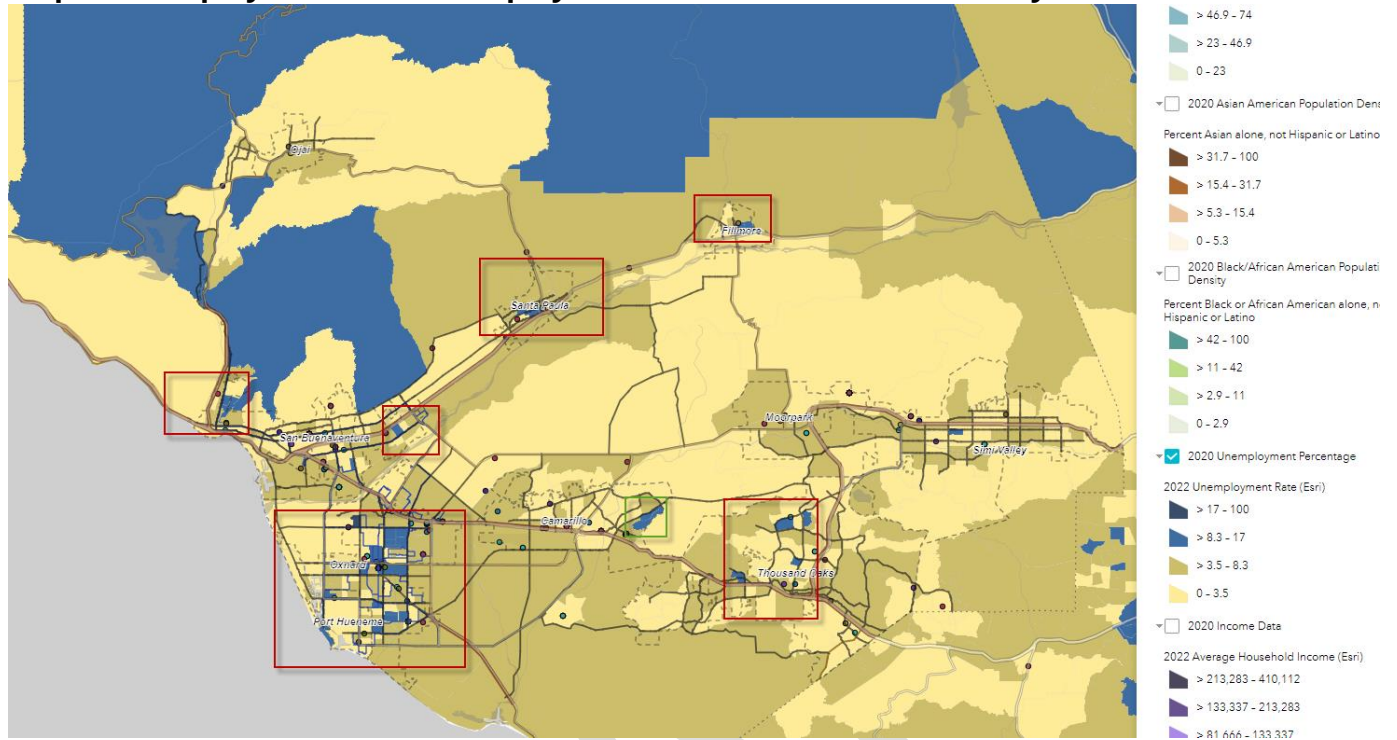 > 46.9 - 74
> 23 - 46.9
0 - 23
2020 Asian American Population Dens
Percent Asian alone, not Hispanic or Latino
> 31.7 - 100
> 15.4 - 31.7
> 5.3 - 15.4
0 - 5.3
2020 Black/African American Populati
Density
Percent Black or African American alone, n
Hispanic or Latino
> 42 - 100
> 11 - 42
> 2.9 - 11
0 - 2.9
2020 Unemployment Percentage
2022 Unemployment Rate (Esri)
> 17 - 100
> 8.3 - 17
> 3.5 - 8.3
0 - 3.5
2020 Income Data
2022 Average Household Income (Esri)
> 213,283 - 410,112
> 133,337 - 213,283
> 81,666 - 133,337
Ojai
Fillmore
Santa Paula
San Buenaventura
Moorpark
Simi Valley
Camarillo
Oxnard
Thousand Oaks
Port Hueneme